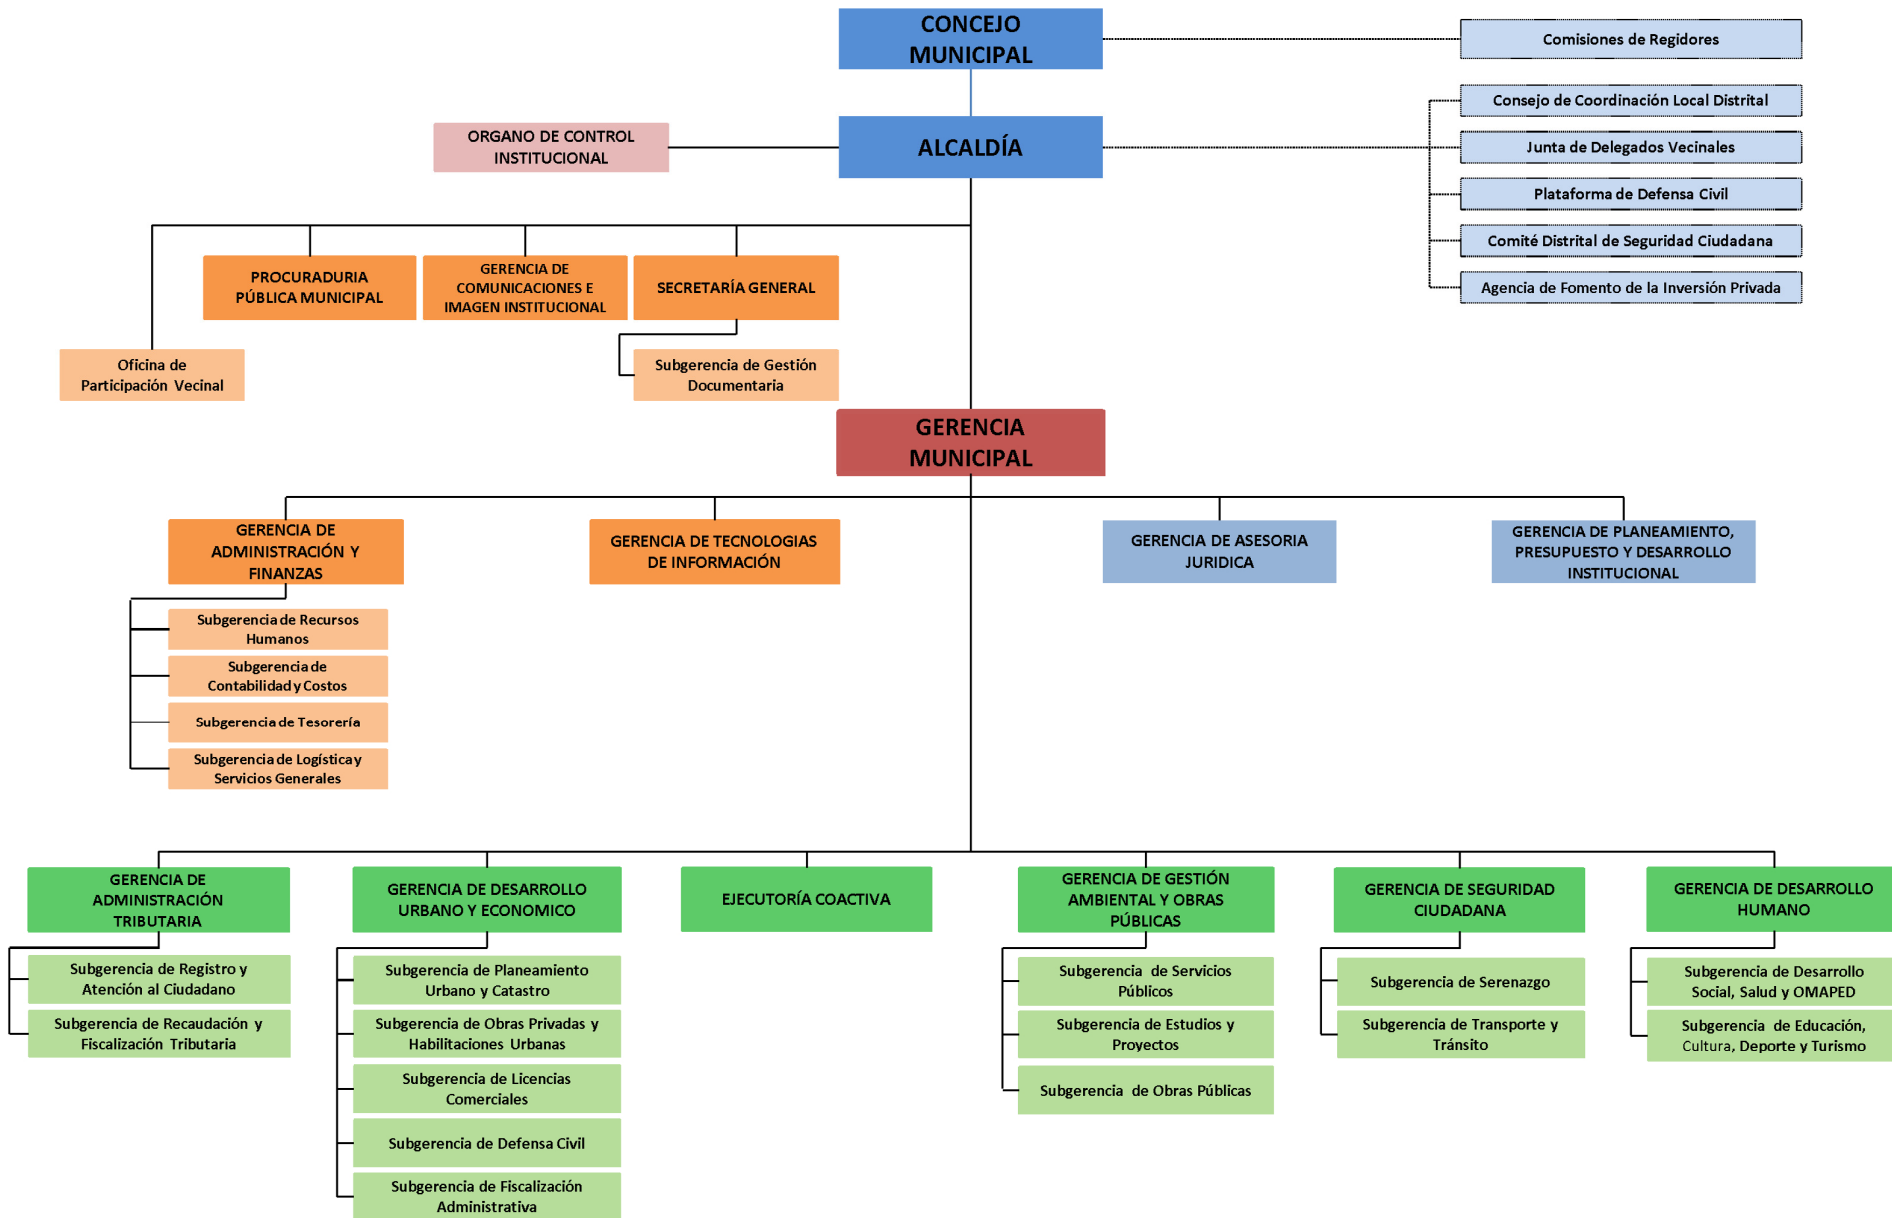 CONCEJO
MUNICIPAL
Comisiones de Regidores
Consejo de Coordinación Local Distrital
ORGANO DE CONTROL
INSTITUCIONAL
ALCALDÍA
Junta de Delegados Vecinales
Plataforma de Defensa Civil
Comité Distrital de Seguridad Ciudadana
Agencia de Fomento de la Inversión Privada
PROCURADURIA
PÚBLICA MUNICIPAL
GERENCIA DE
COMUNICACIONES E
IMAGEN INSTITUCIONAL
SECRETARÍA GENERAL
Oficina de
Participación Vecinal
Subgerencia de Gestión
Documentaria
GERENCIA
MUNICIPAL
GERENCIA DE
ADMINISTRACIÓN Y
FINANZAS
GERENCIA DE TECNOLOGIAS
DE INFORMACIÓN
GERENCIA DE ASESORIA
JURIDICA
GERENCIA DE PLANEAMIENTO,
PRESUPUESTO Y DESARROLLO
INSTITUCIONAL
Subgerencia de Recursos
Humanos
Subgerencia de
Contabilidad y Costos
Subgerencia de Tesorería
Subgerencia de Logística y
Servicios Generales
GERENCIA DE
ADMINISTRACIÓN
TRIBUTARIA
GERENCIA DE DESARROLLO
URBANO Y ECONOMICO
EJECUTORÍA COACTIVA
GERENCIA DE GESTIÓN
AMBIENTAL Y OBRAS
PÚBLICAS
GERENCIA DE SEGURIDAD
CIUDADANA
GERENCIA DE DESARROLLO
HUMANO
Subgerencia de Registro y
Atención al Ciudadano
Subgerencia de Recaudación y
Fiscalización Tributaria
Subgerencia de Planeamiento
Urbano y Catastro
Subgerencia de Obras Privadas y
Habilitaciones Urbanas
Subgerencia de Licencias
Comerciales
Subgerencia de Defensa Civil
Subgerencia de Fiscalización
Administrativa
Subgerencia de Servicios
Públicos
Subgerencia de Estudios y
Proyectos
Subgerencia de Obras Públicas
Subgerencia de Serenazgo
Subgerencia de Transporte y
Tránsito
Subgerencia de Desarrollo
Social, Salud y OMAPED
Subgerencia de Educación,
Cultura, Deporte y Turismo